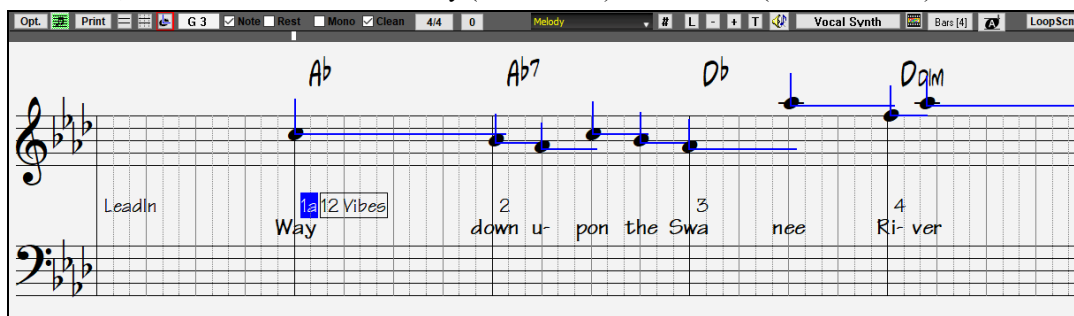 Opt. Print G 3 Note Rest Mono Clean 4/4 0 Melody # L - + T Vocal Synth Bars [4] A LoopScn
Ab Ab7 Db Ddim
LeadIn 1a 12 Vibes 2 3 4
Way down u- pon the Swa nee Ri- ver